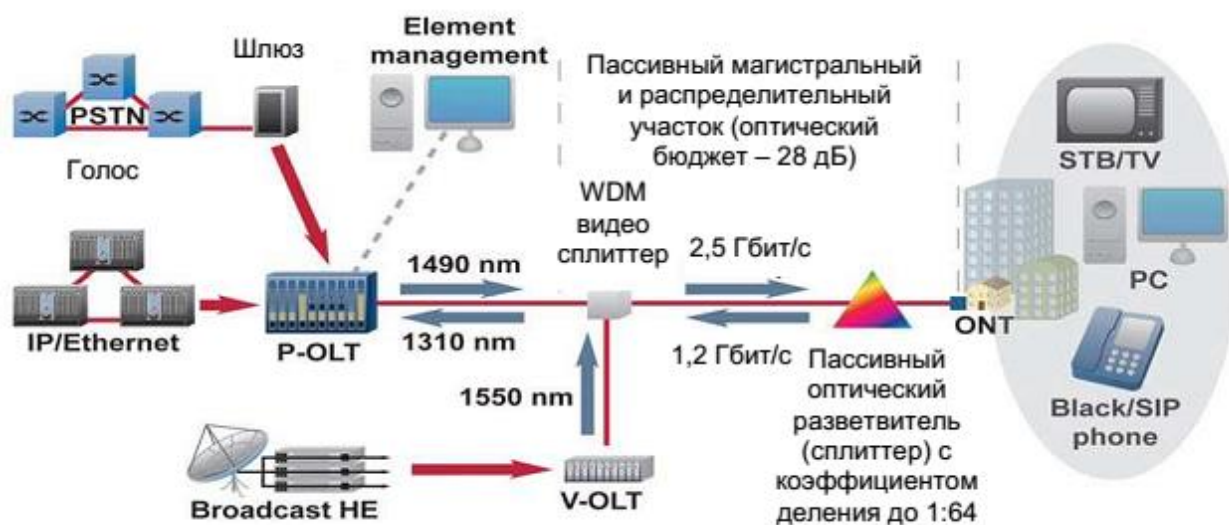 Шлюз
PSTN
Голос
Element
management
Пассивный магистральный
и распределительный
участок (оптический
бюджет – 28 дБ)
STB/TV
PC
Black/SIP
phone
WDM
видео
сплиттер
2,5 Гбит/с
1490 nm
1310 nm
1,2 Гбит/с
IP/Ethernet
P-OLT
ONT
1550 nm
Пассивный
оптический
разветвитель
(сплиттер) с
коэффициентом
деления до 1:64
Broadcast HE
V-OLT